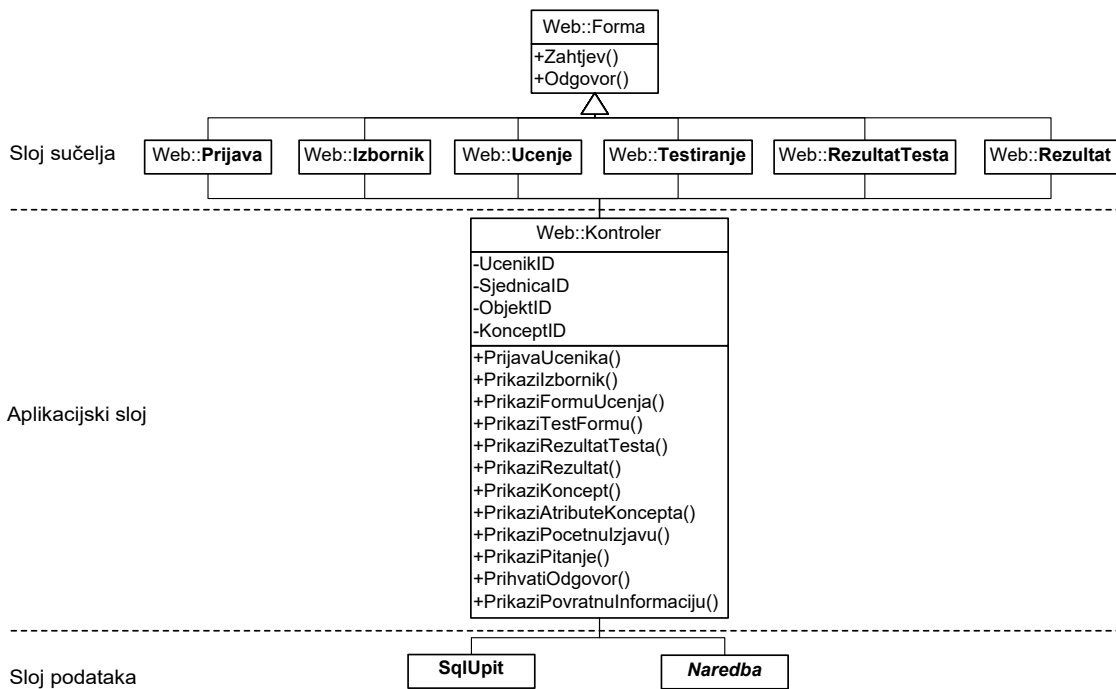 Web::Forma
+Zahtjev()
+Odgovor()
Sloj sučelja
Web::Prijava
Web::Izbornik
Web::Ucenje
Web::Testiranje
Web::RezultatTesta
Web::Rezultat
Web::Kontroler
-UcenikID
-SjednicaID
-ObjektID
-KonceptID
Aplikacijski sloj
+PrijavaUcenika()
+PrikaziIzbornik()
+PrikaziFormuUcenja()
+PrikaziTestFormu()
+PrikaziRezultatTesta()
+PrikaziRezultat()
+PrikaziKoncept()
+PrikaziAtributeKoncepta()
+PrikaziPocetnuIzjavu()
+PrikaziPitanje()
+PrihvatiOdgovor()
+PrikaziPovratnuInformaciju()
Sloj podataka
SqlUpit
Naredba